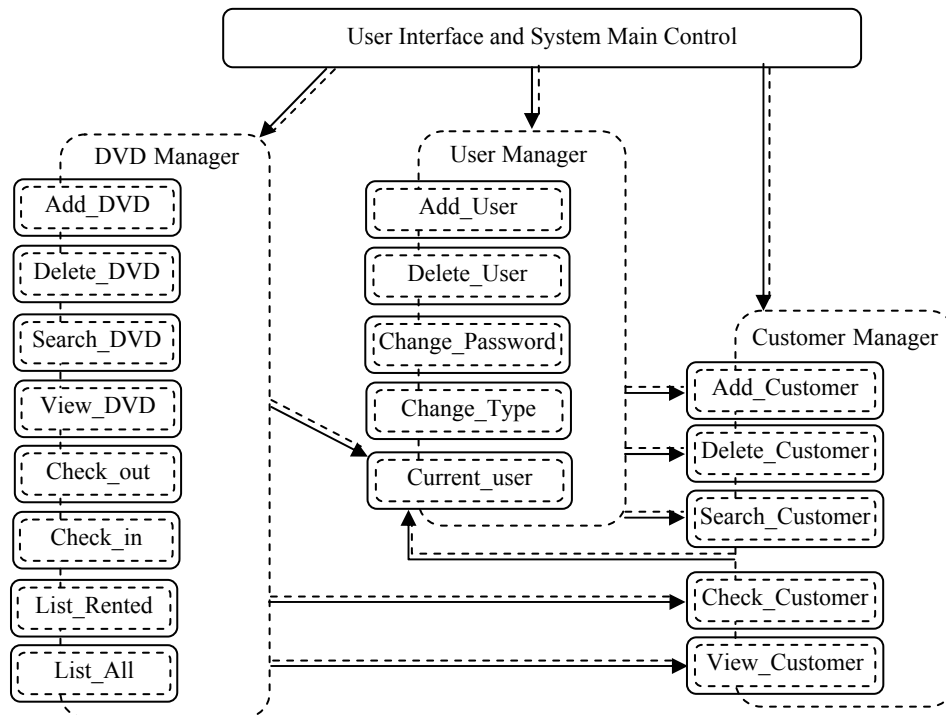 User Interface and System Main Control
DVD Manager
Add_DVD
Delete_DVD
Search_DVD
View_DVD
Check_out
Check_in
List_Rented
List_All
User Manager
Add_User
Delete_User
Change_Password
Change_Type
Current_user
Customer Manager
Add_Customer
Delete_Customer
Search_Customer
Check_Customer
View_Customer